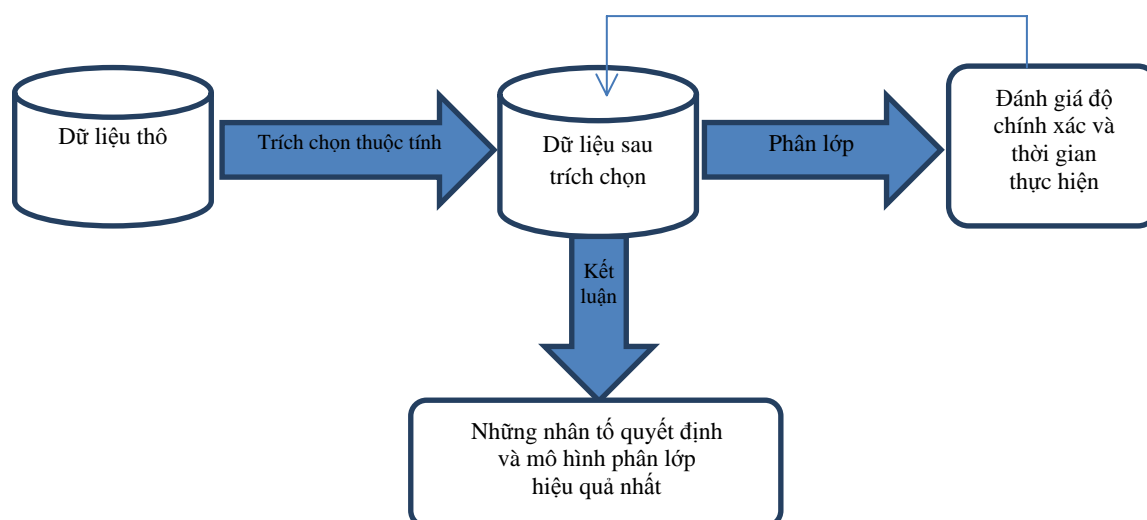 Dữ liệu thô
Trích chọn thuộc tính
Dữ liệu sau
trích chọn
Phân lớp
Đánh giá độ
chính xác và
thời gian
thực hiện
Kết
luận
Những nhân tố quyết định
và mô hình phân lớp
hiệu quả nhất